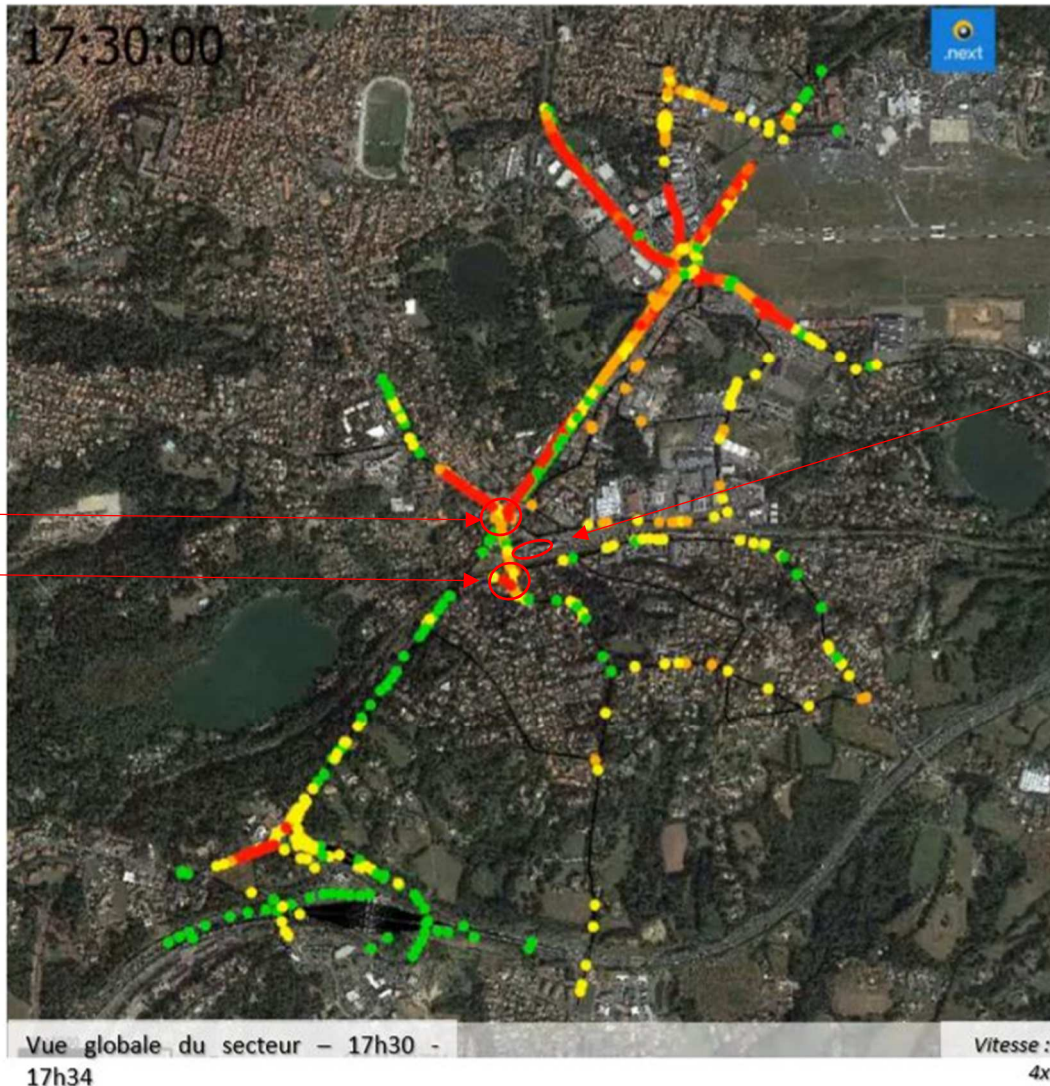 17:30:00
.next
Vue globale du secteur – 17h30 -
17h34
Vitesse :
4x